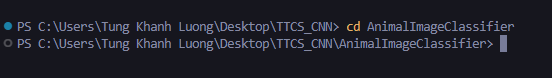 PS C:\Users\Tung Khanh Luong\Desktop\TTCS_CNN> cd AnimalImageClassifier
PS C:\Users\Tung Khanh Luong\Desktop\TTCS_CNN\AnimalImageClassifier>